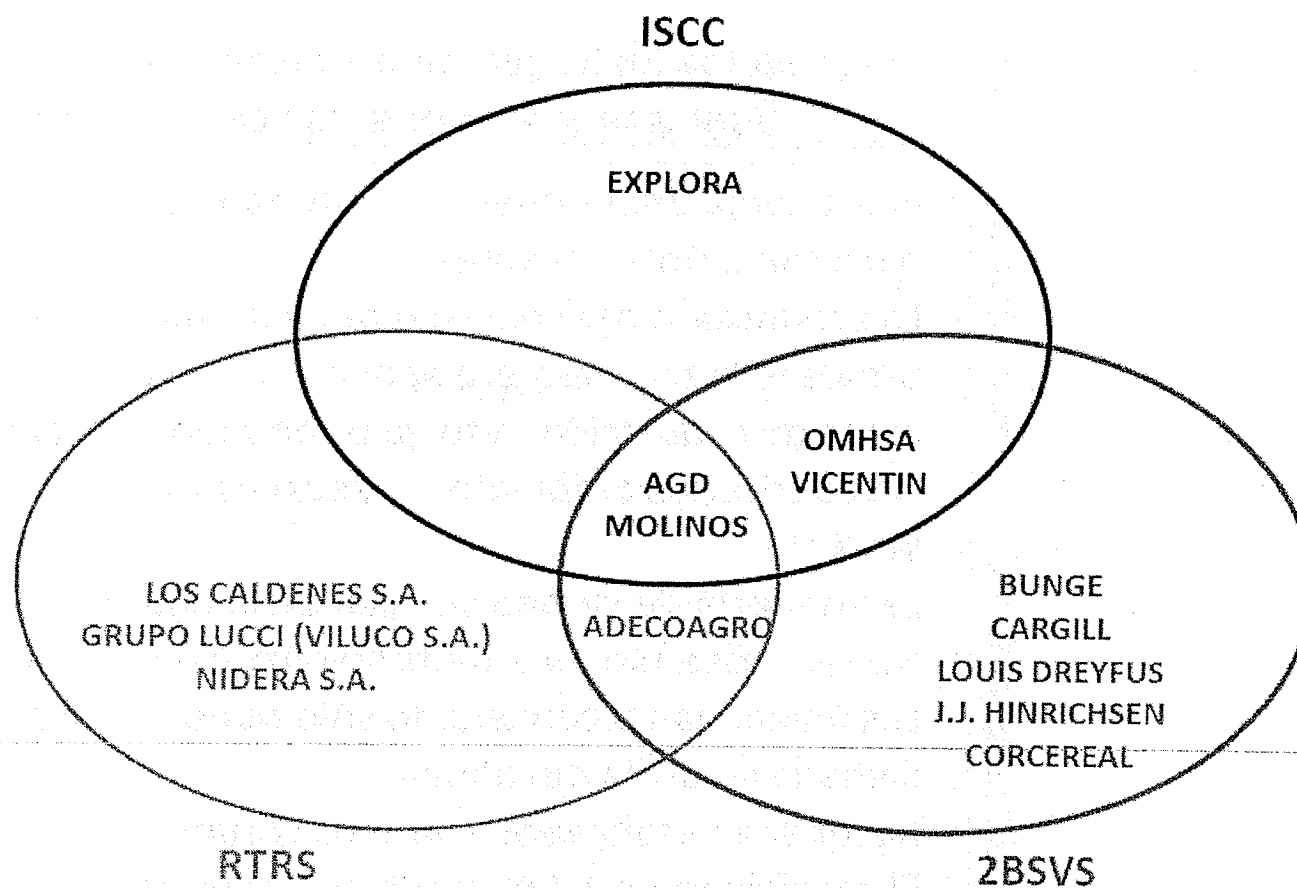 ISCC
EXPLORA
OMHSA
VICENTIN
AGD
MOLINOS
LOS CALDENES S.A.
GRUPO LUCCI (VILUCO S.A.)
NIDERA S.A.
ADECOAGRO
BUNGE
CARGILL
LOUIS DREYFUS
J.J. HINRICHSEN
CORCEREAL
RTRS
2BSVS